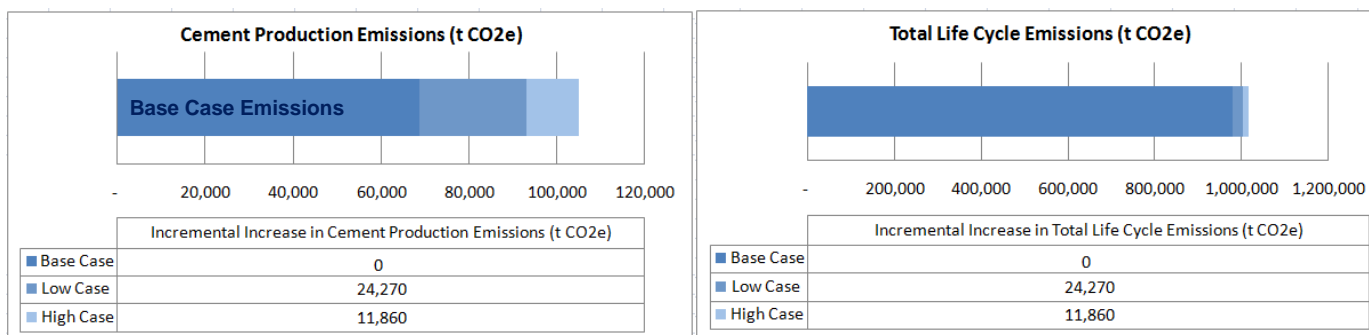 Cement Production Emissions (t CO2e)
Base Case Emissions
- 20,000 40,000 60,000 80,000 100,000 120,000
Incremental Increase in Cement Production Emissions (t CO2e)
Base Case 0
Low Case 24,270
High Case 11,860
Total Life Cycle Emissions (t CO2e)
- 200,000 400,000 600,000 800,000 1,000,000 1,200,000
Incremental Increase in Total Life Cycle Emissions (t CO2e)
Base Case 0
Low Case 24,270
High Case 11,860